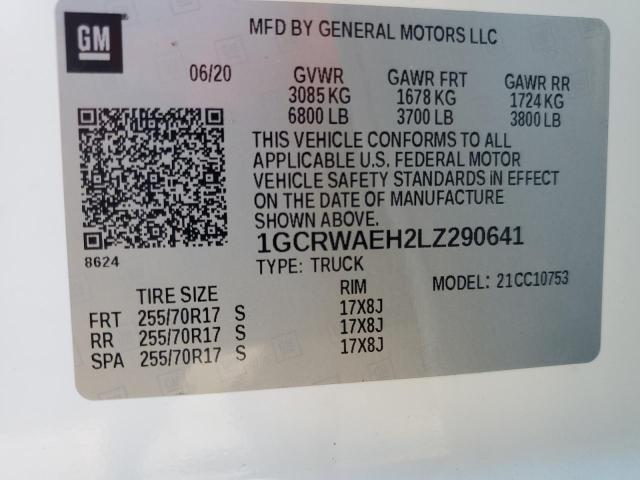 GM
MFD BY GENERAL MOTORS LLC
06/20 GVWR GAWR FRT GAWR RR
3085 KG 1678 KG 1724 KG
6800 LB 3700 LB 3800 LB
THIS VEHICLE CONFORMS TO ALL
APPLICABLE U.S. FEDERAL MOTOR
VEHICLE SAFETY STANDARDS IN EFFECT
ON THE DATE OF MANUFACTURE
SHOWN ABOVE.
1GCRWAEH2LZ290641
8624
TYPE: TRUCK MODEL: 21CC10753
TIRE SIZE RIM
FRT 255/70R17 S 17X8J
RR 255/70R17 S 17X8J
SPA 255/70R17 S 17X8J